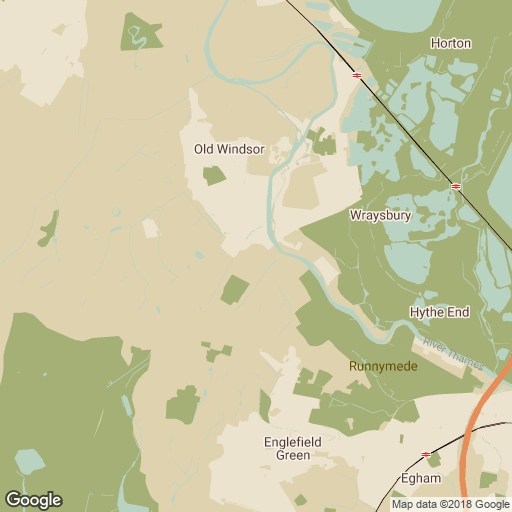 Horton
Old Windsor
Wraysbury
Hythe End
River Thames
Runnymede
Englefield
Green
Egham
Google
Map data ©2018 Google